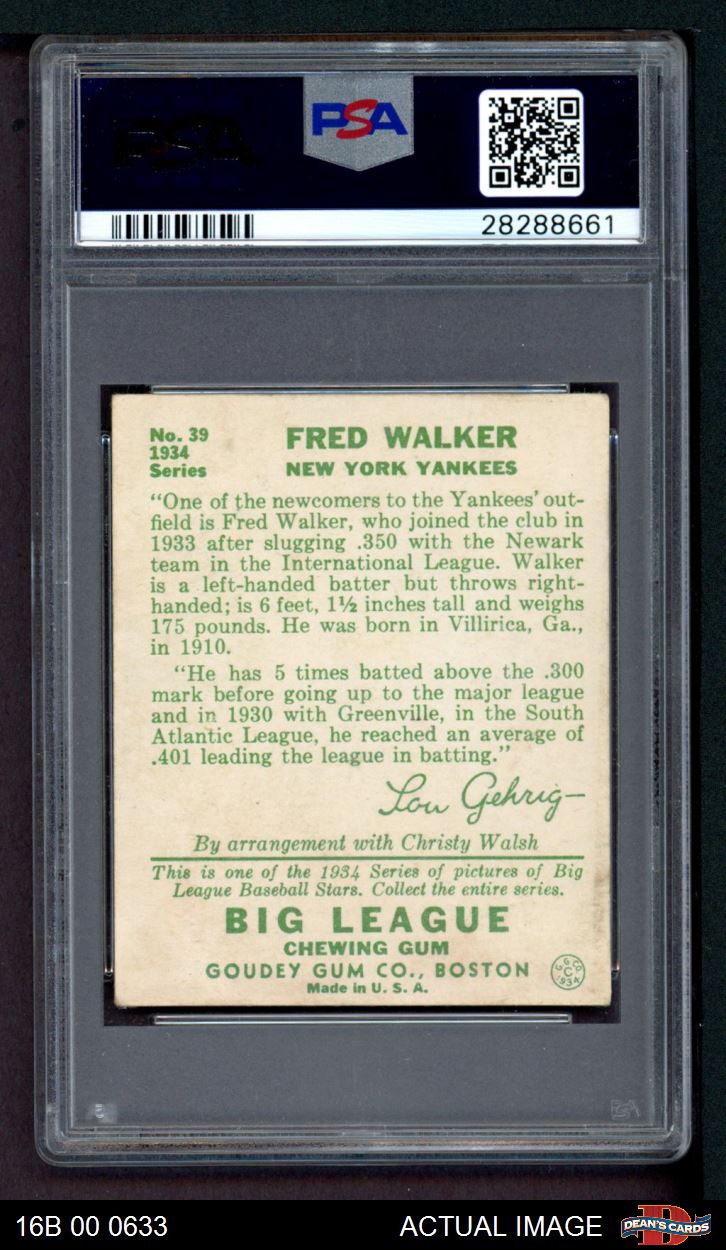 PSA
28288661
No. 39
1934
Series
FRED WALKER
NEW YORK YANKEES
"One of the newcomers to the Yankees' out-
field is Fred Walker, who joined the club in
1933 after slugging .350 with the Newark
team in the International League. Walker
is a left-handed batter but throws right-
handed; is 6 feet, 1½ inches tall and weighs
175 pounds. He was born in Villirica, Ga.,
in 1910.
"He has 5 times batted above the .300
mark before going up to the major league
and in 1930 with Greenville, in the South
Atlantic League, he reached an average of
.401 leading the league in batting."
Lou Gehrig
By arrangement with Christy Walsh
This is one of the 1934 Series of pictures of Big
League Baseball Stars. Collect the entire series.
BIG LEAGUE
CHEWING GUM
GOUDEY GUM CO., BOSTON
Made in U. S. A.
G. G. CO.
C
1934
16B 00 0633
ACTUAL IMAGE
DEAN'S CARDS